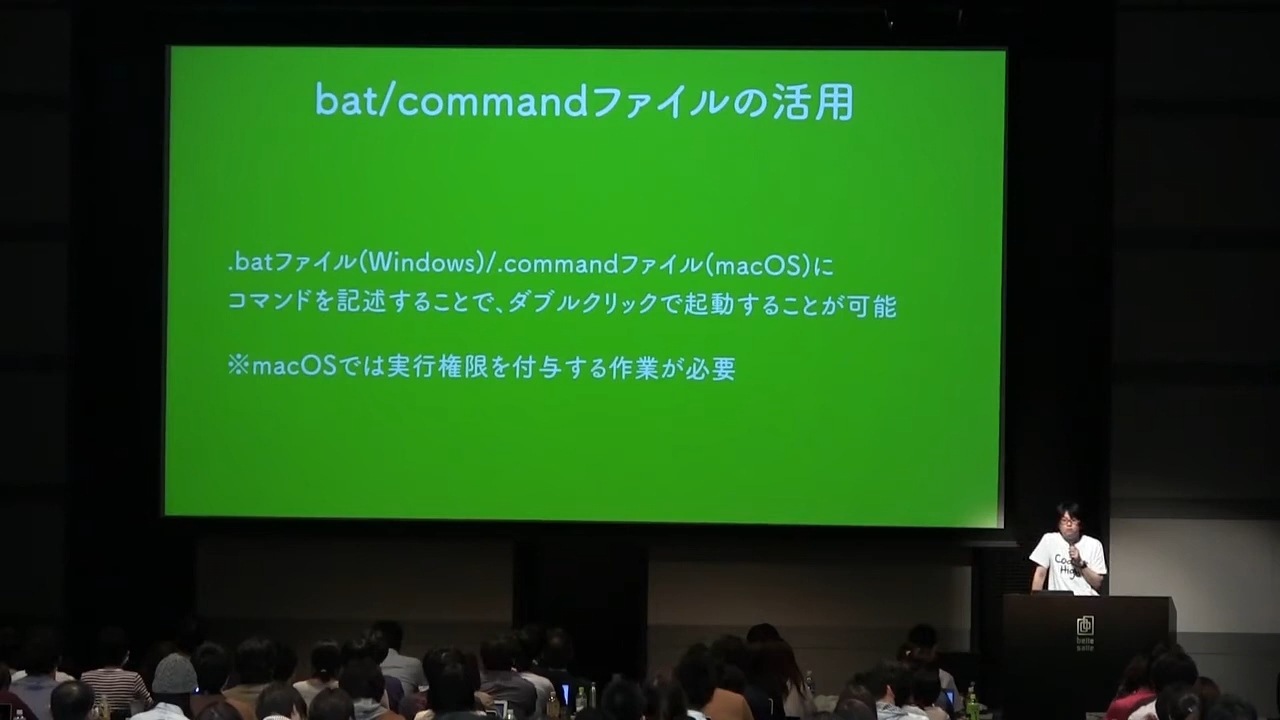 bat/commandファイルの活用
.batファイル(Windows)/.commandファイル(macOS)に
コマンドを記述することで、ダブルクリックで起動することが可能
※macOSでは実行権限を付与する作業が必要
belle
salle